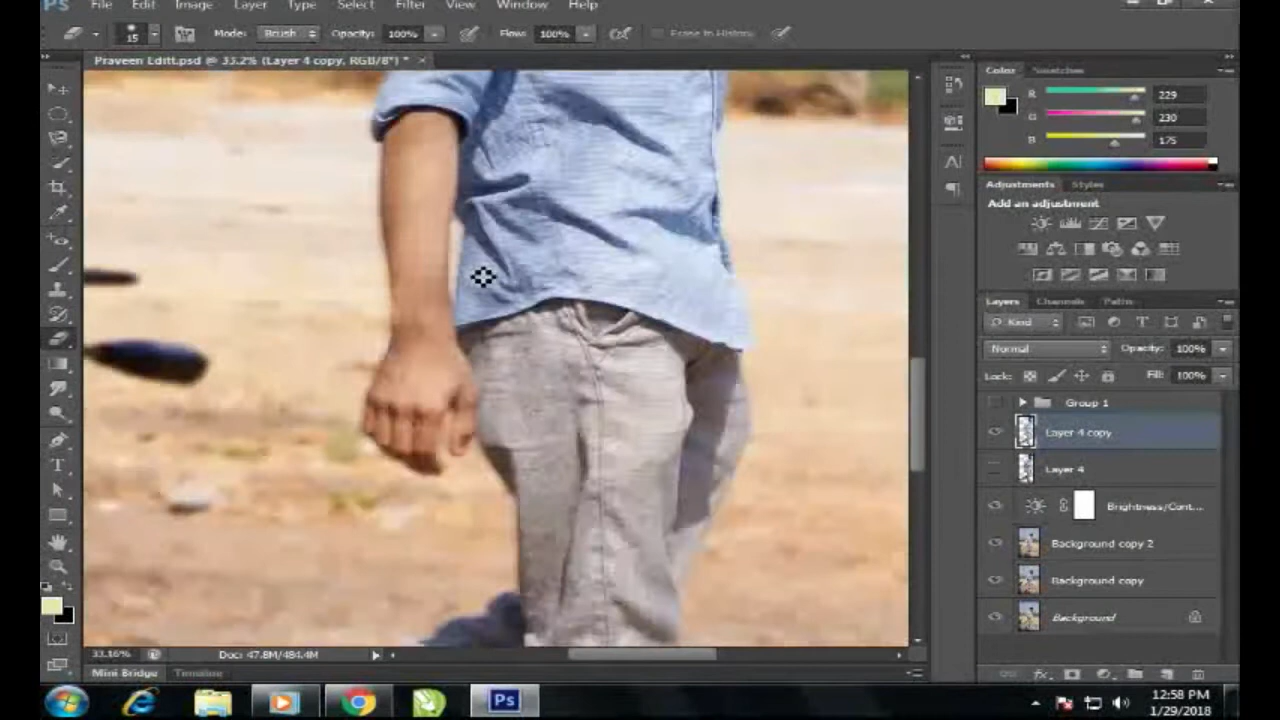 Ps File Edit Image Layer Type Select Filter View Window Help
15 Mode: Brush Opacity: 100% Flow: 100% Erase to History
Praveen Editt.psd @ 33.2% (Layer 4 copy, RGB/8*) * ×
Color Swatches
R 229
G 230
B 175
Adjustments Styles
Add an adjustment
Layers Channels Paths
Kind
Normal Opacity: 100%
Lock: Fill: 100%
Group 1
Layer 4 copy
Layer 4
Brightness/Cont...
Background copy 2
Background copy
Background
33.16% Doc: 47.8M/484.4M
Mini Bridge Timeline
Ps
12:58 PM
1/29/2018